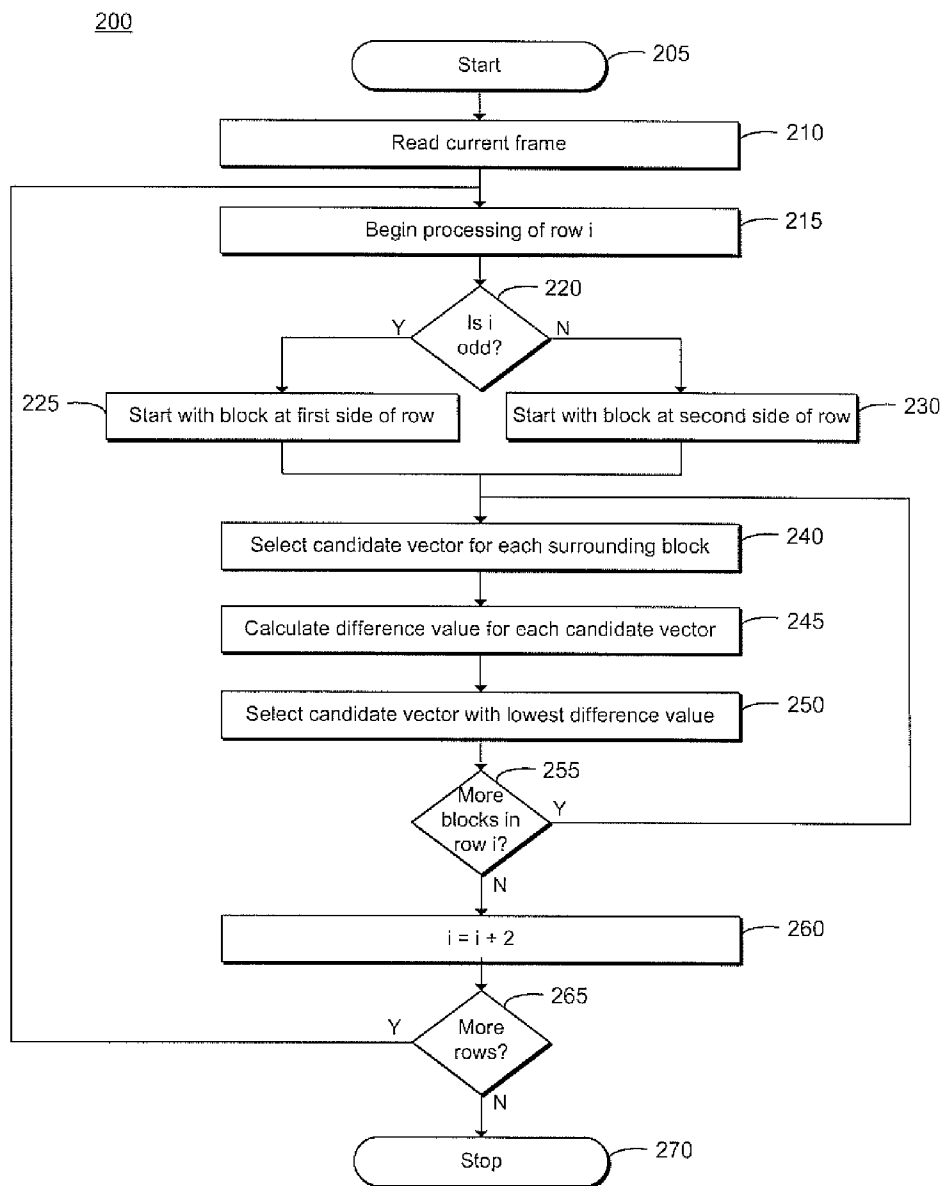 200
Start
205
Read current frame
210
Begin processing of row i
215
220
Is i
odd?
Y
N
225
Start with block at first side of row
Start with block at second side of row
230
Select candidate vector for each surrounding block
240
Calculate difference value for each candidate vector
245
Select candidate vector with lowest difference value
250
255
More
blocks in
row i?
Y
N
i = i + 2
260
265
Y
More
rows?
N
Stop
270